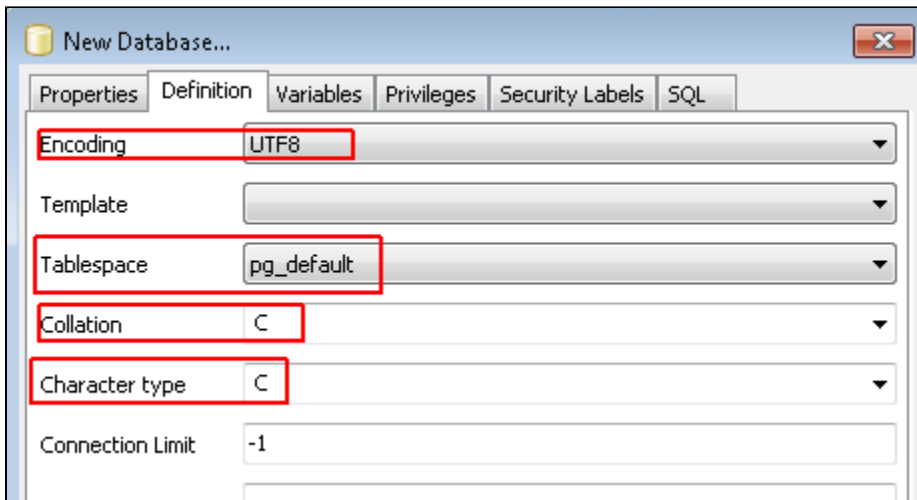 New Database...
Properties Definition Variables Privileges Security Labels SQL
Encoding UTF8
Template
Tablespace pg_default
Collation C
Character type C
Connection Limit -1